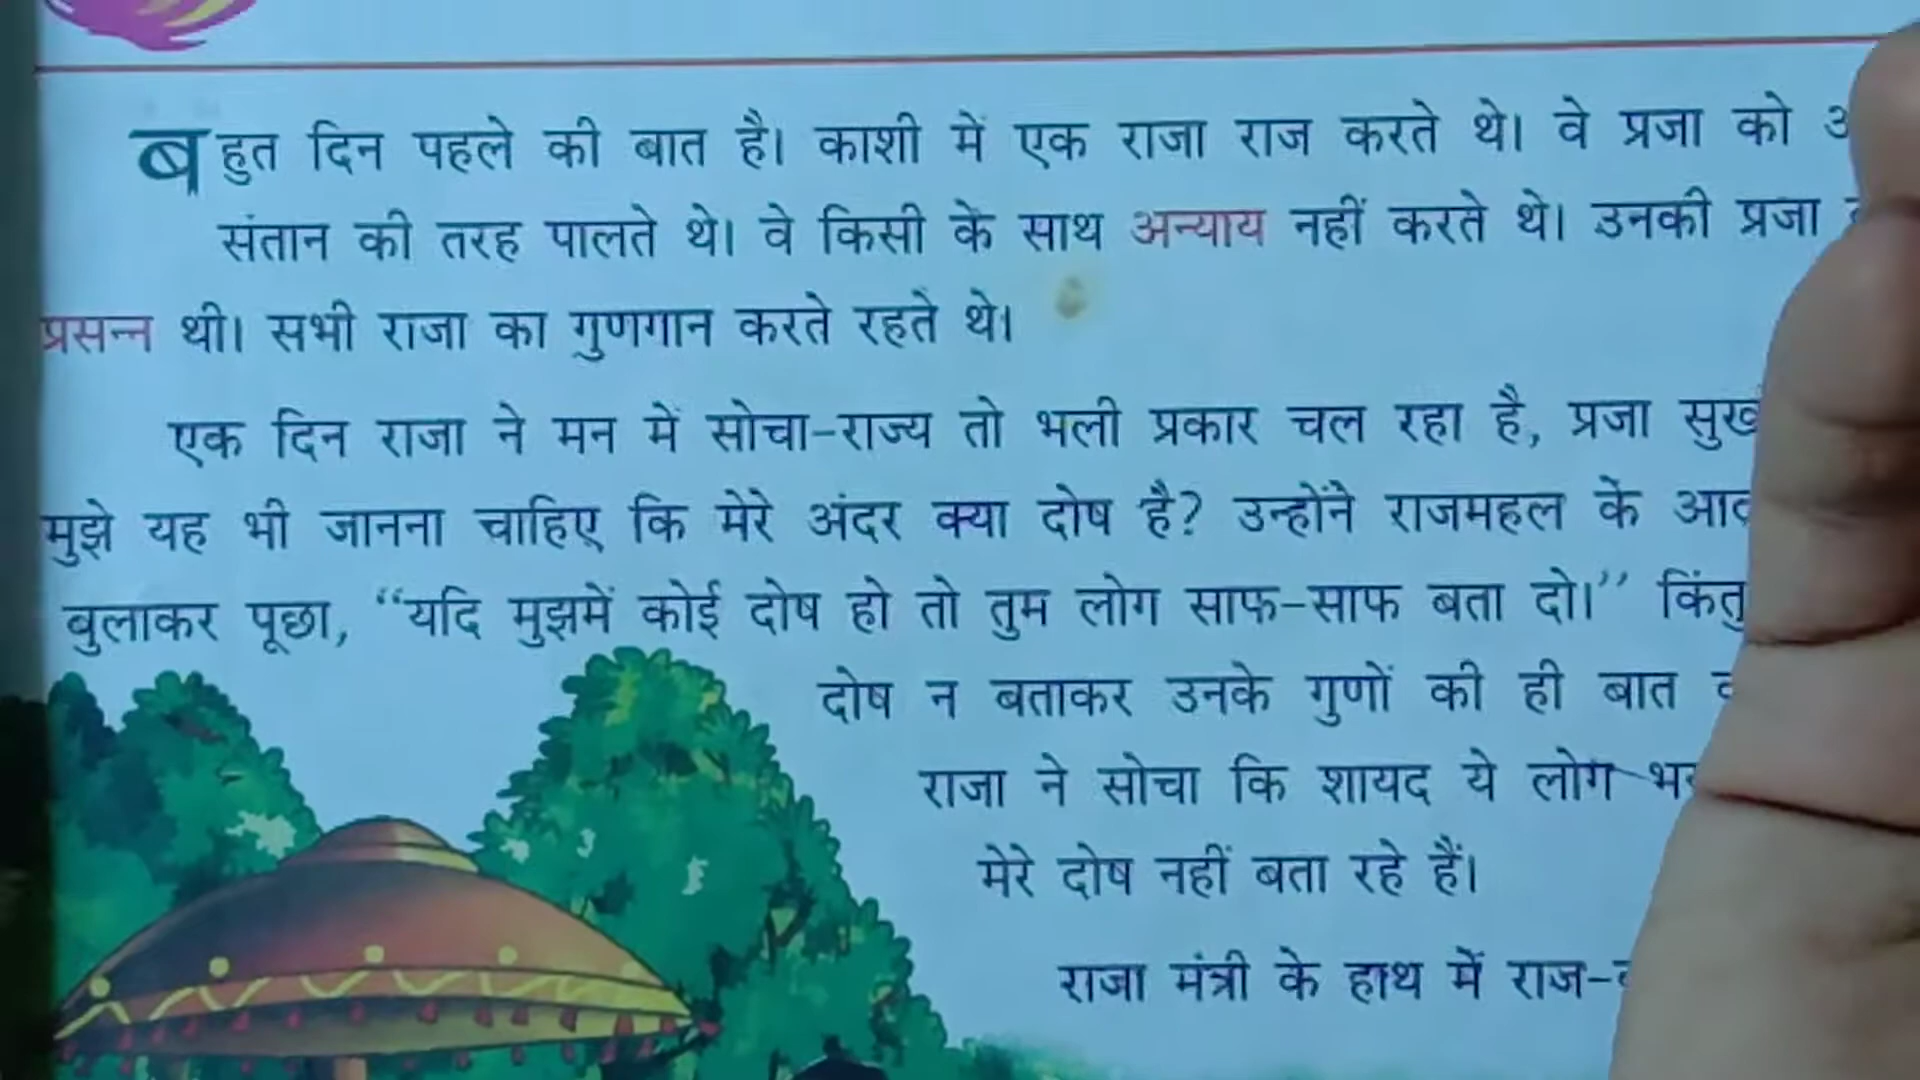 बहुत दिन पहले की बात है। काशी में एक राजा राज करते थे। वे प्रजा को
संतान की तरह पालते थे। वे किसी के साथ अन्याय नहीं करते थे। उनकी प्रजा
प्रसन्न थी। सभी राजा का गुणगान करते रहते थे।
एक दिन राजा ने मन में सोचा-राज्य तो भली प्रकार चल रहा है, प्रजा
मुझे यह भी जानना चाहिए कि मेरे अंदर क्या दोष है? उन्होंने राजमहल के
बुलाकर पूछा, “यदि मुझमें कोई दोष हो तो तुम लोग साफ-साफ बता दो।” किंतु
दोष न बताकर उनके गुणों की ही बात
राजा ने सोचा कि शायद ये लोग
मेरे दोष नहीं बता रहे हैं।
राजा मंत्री के हाथ में राज-